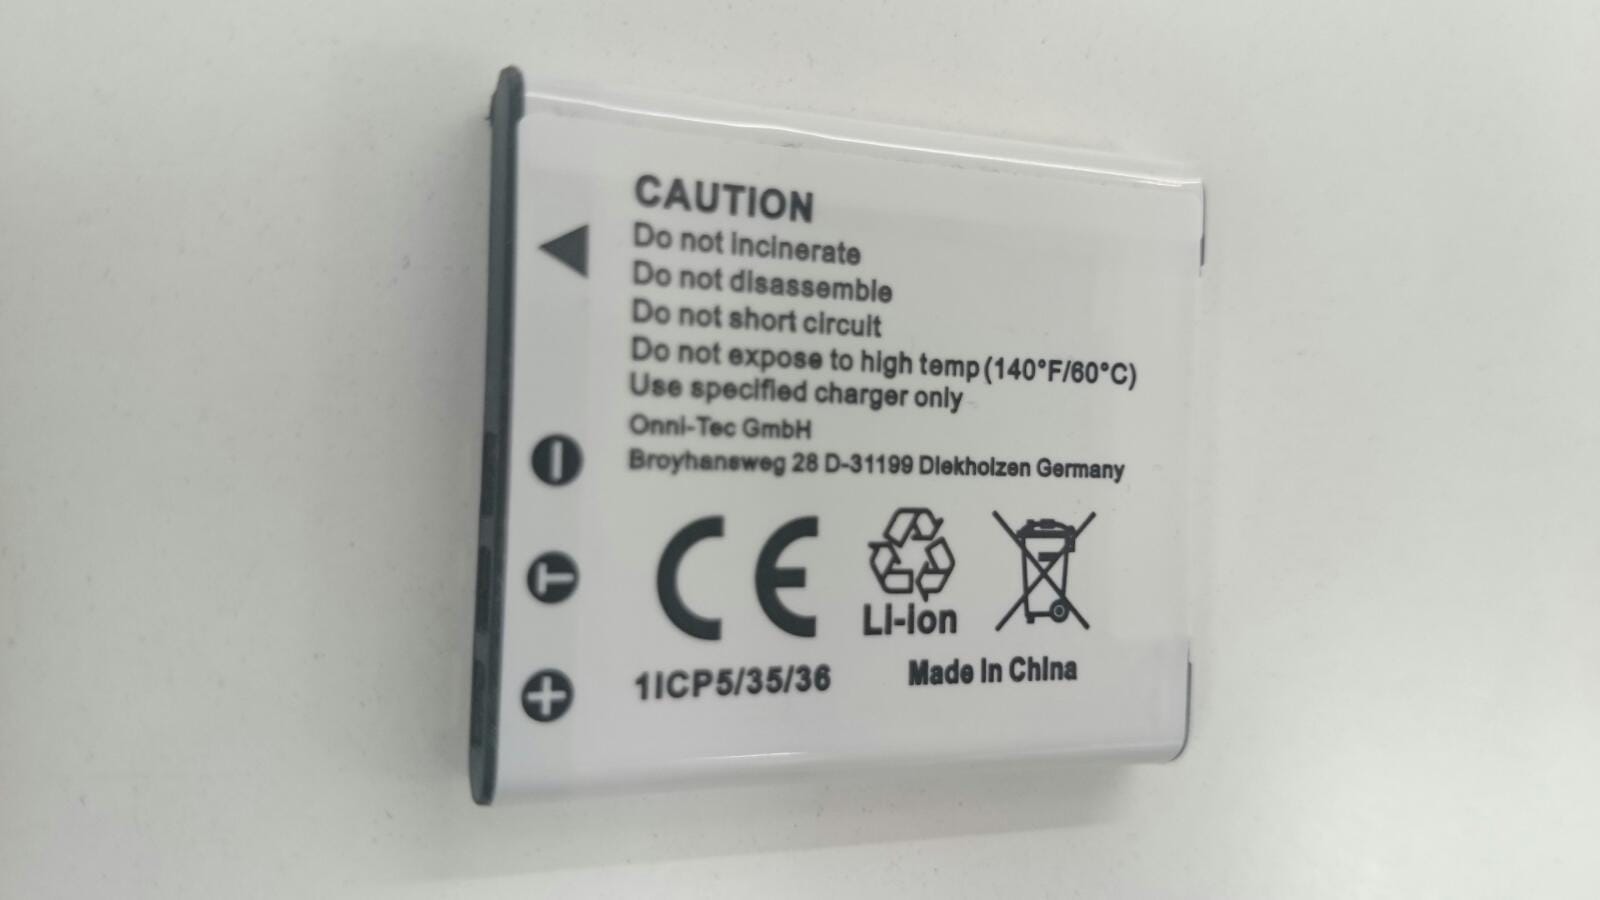 CAUTION
Do not incinerate
Do not disassemble
Do not short circuit
Do not expose to high temp(140°F/60°C)
Use specified charger only
Onni-Tec GmbH
Broyhansweg 28 D-31199 Diekholzen Germany
CE
Li-ion
1ICP5/35/36
Made in China
T